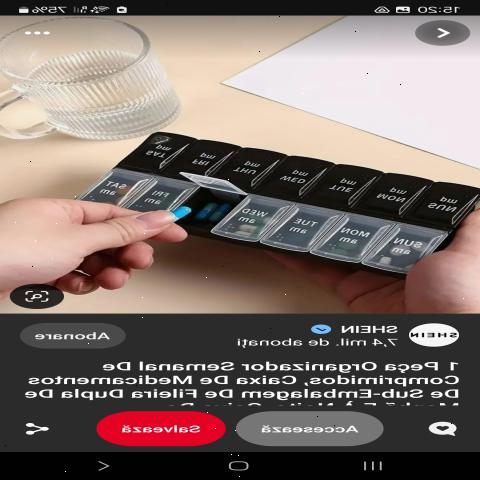 15:20
75%
SAT
pm
FRI
pm
THU
pm
WED
pm
TUE
pm
MON
pm
SUN
pm
SAT
am
FRI
am
WED
am
TUE
am
MON
am
SUN
am
SHEIN
SHEIN
7,4 mil. de abonați
Abonare
1 Peça Organizador Semanal De
Comprimidos, Caixa De Medicamentos
De Sub-Embalagem De Fileira Dupla De
Accesează
Salvează